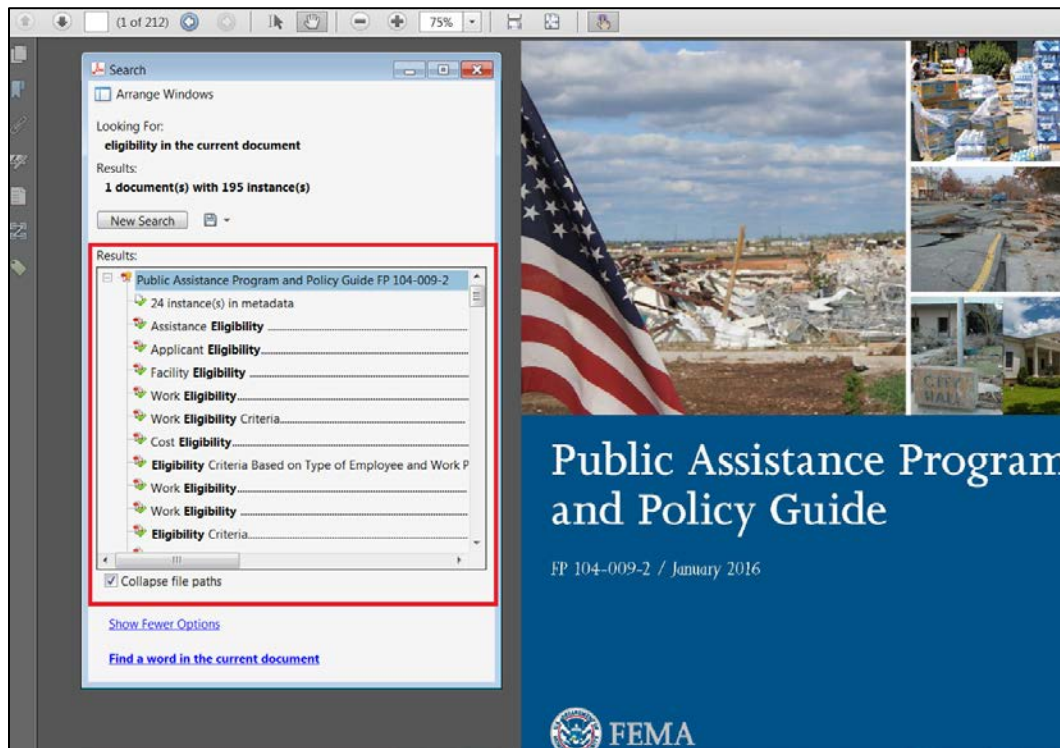 (1 of 212)
75%
Search
Arrange Windows
Looking For:
eligibility in the current document
Results:
1 document(s) with 195 instance(s)
New Search
Results:
Public Assistance Program and Policy Guide FP 104-009-2
24 instance(s) in metadata
Assistance Eligibility
Applicant Eligibility
Facility Eligibility
Work Eligibility
Work Eligibility Criteria
Cost Eligibility
Eligibility Criteria Based on Type of Employee and Work P
Work Eligibility
Work Eligibility
Eligibility Criteria
Collapse file paths
Show Fewer Options
Find a word in the current document
CITY
HALL
Public Assistance Program
and Policy Guide
FP 104-009-2 / January 2016
FEMA